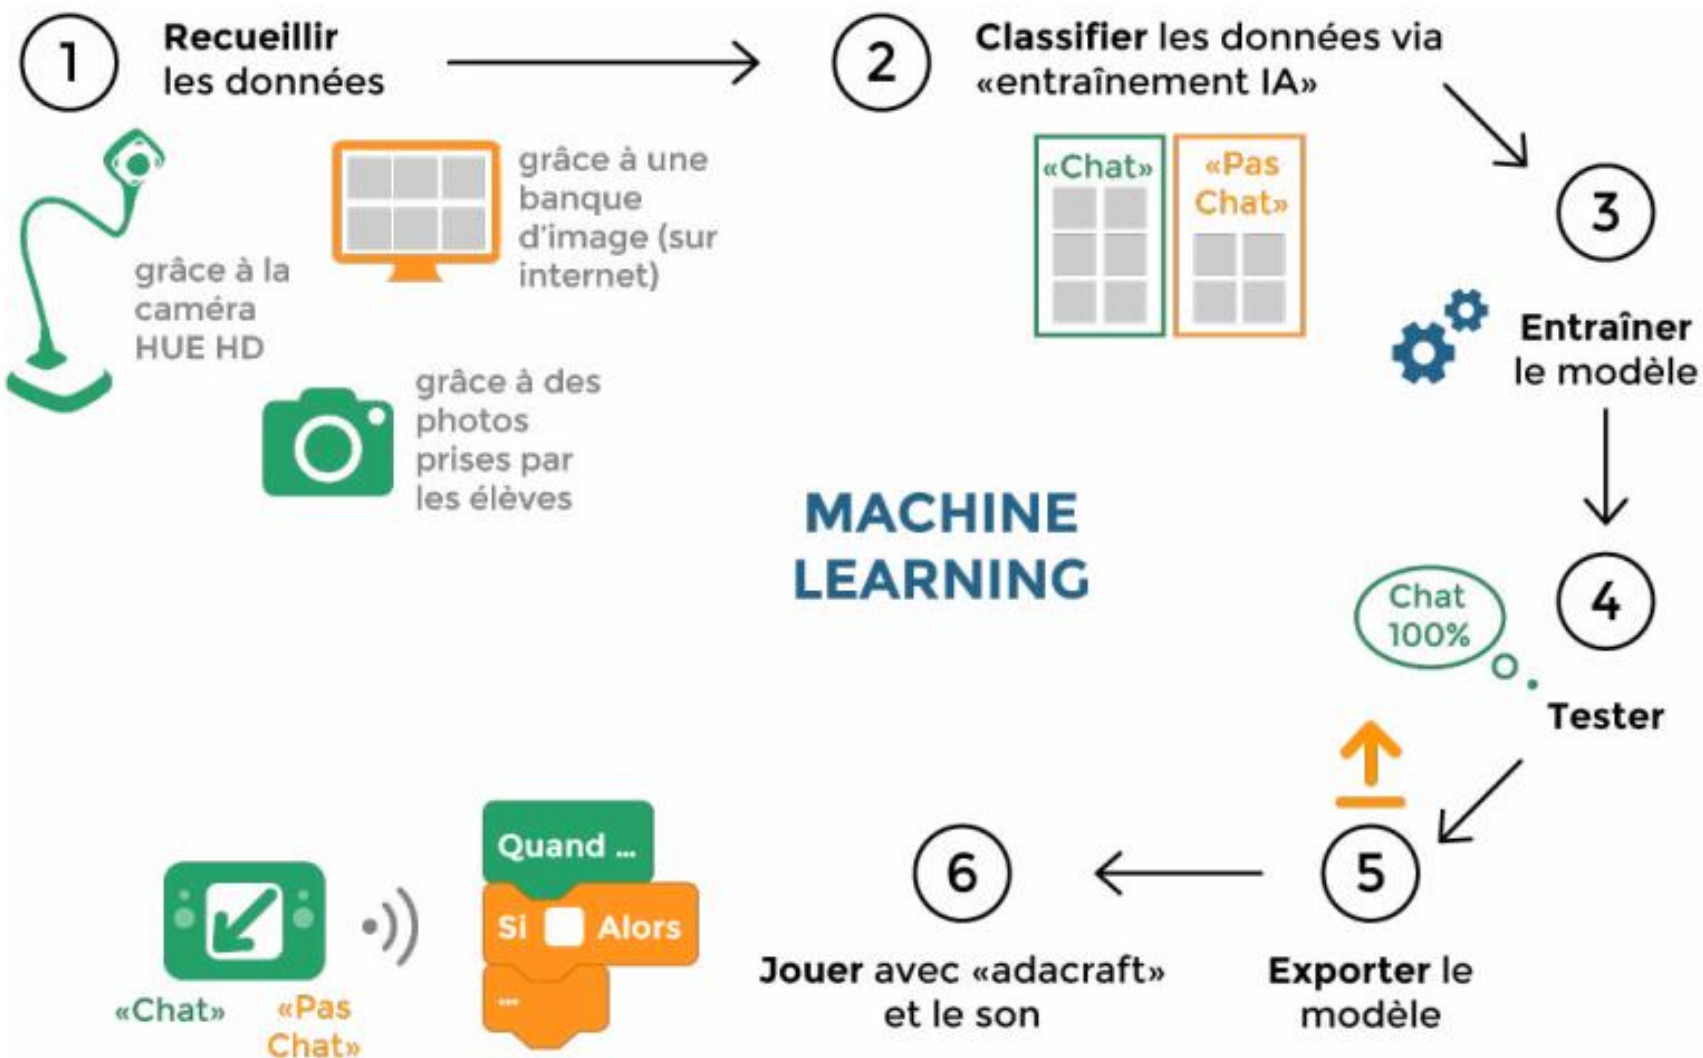 1
Recueillir
les données
grâce à la
caméra
HUE HD
grâce à une
banque
d'image (sur
internet)
grâce à des
photos
prises par
les élèves
2
Classifier les données via
«entraînement IA»
«Chat»
«Pas
Chat»
3
Entraîner
le modèle
MACHINE
LEARNING
4
Chat
100%
Tester
5
Exporter le
modèle
6
Jouer avec «adacraft»
et le son
Quand ...
Si Alors
...
«Chat»
«Pas
Chat»